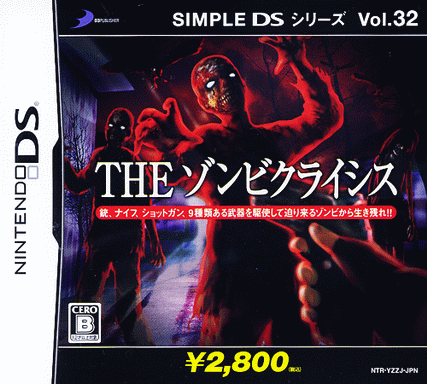 D3PUBLISHER
SIMPLE DS シリーズ Vol.32
NINTENDO DS
THE ゾンビクライシス
銃、ナイフ、ショットガン、9種類ある武器を駆使して迫り来るゾンビから生き残れ!!
CERO
B
¥2,800(税込)
NTR-YZZJ-JPN